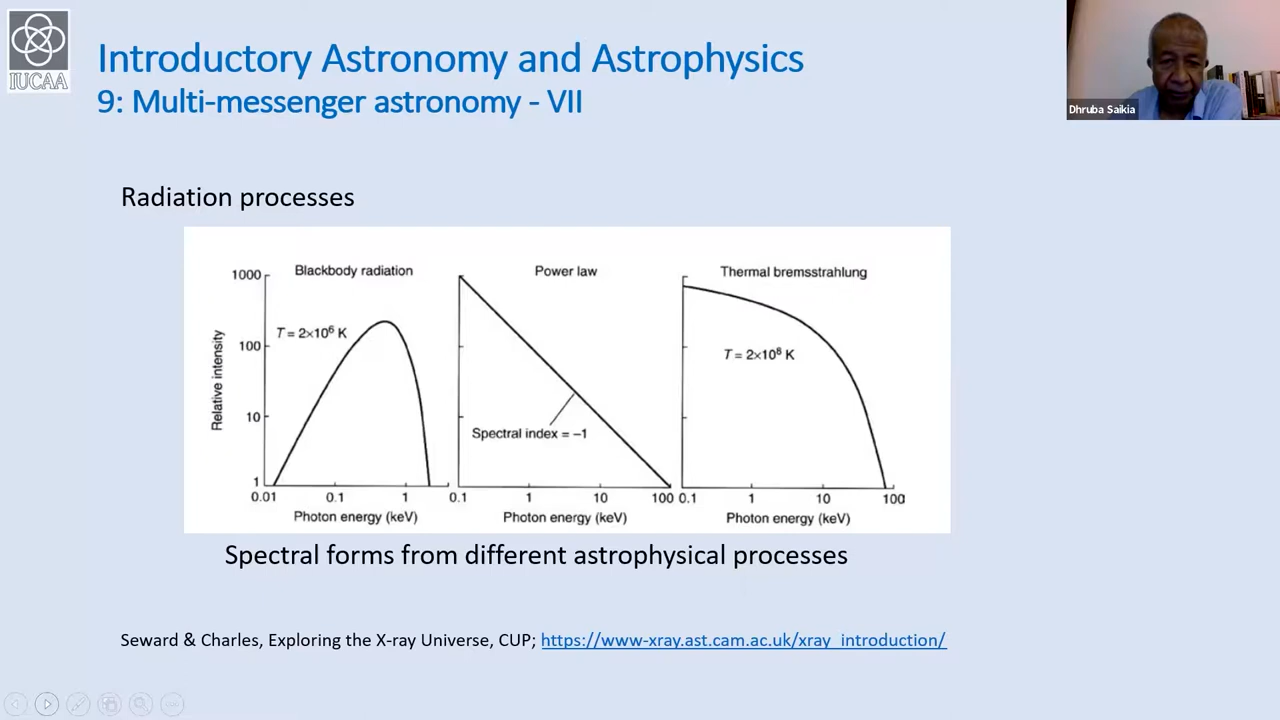 IUCAA
Introductory Astronomy and Astrophysics
9: Multi-messenger astronomy - VII
Dhruba Saikia
Radiation processes
Blackbody radiation
Power law
Thermal bremsstrahlung
Relative intensity
1000
100
10
1
T = 2×10⁶ K
Spectral index = −1
T = 2×10⁸ K
0.01 0.1 1
0.1 1 10 100
0.1 1 10 100
Photon energy (keV)
Photon energy (keV)
Photon energy (keV)
Spectral forms from different astrophysical processes
Seward & Charles, Exploring the X-ray Universe, CUP; https://www-xray.ast.cam.ac.uk/xray_introduction/